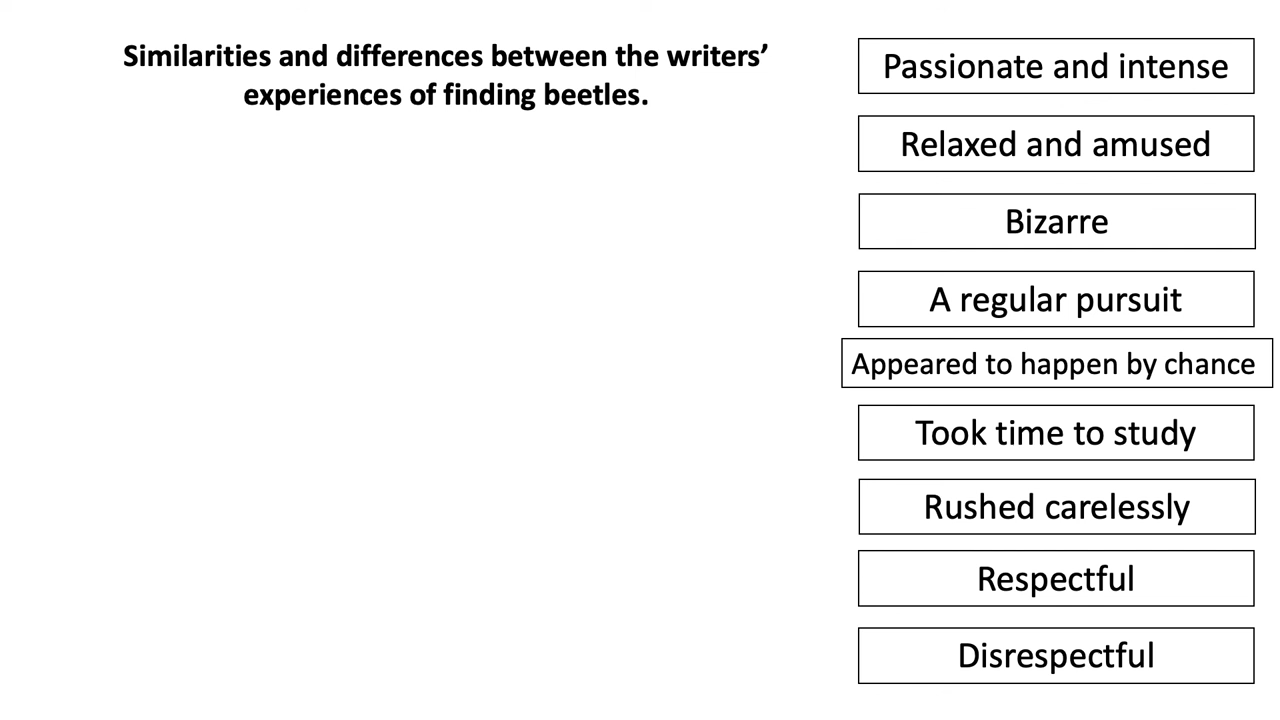 Similarities and differences between the writers’
experiences of finding beetles.
Passionate and intense
Relaxed and amused
Bizarre
A regular pursuit
Appeared to happen by chance
Took time to study
Rushed carelessly
Respectful
Disrespectful